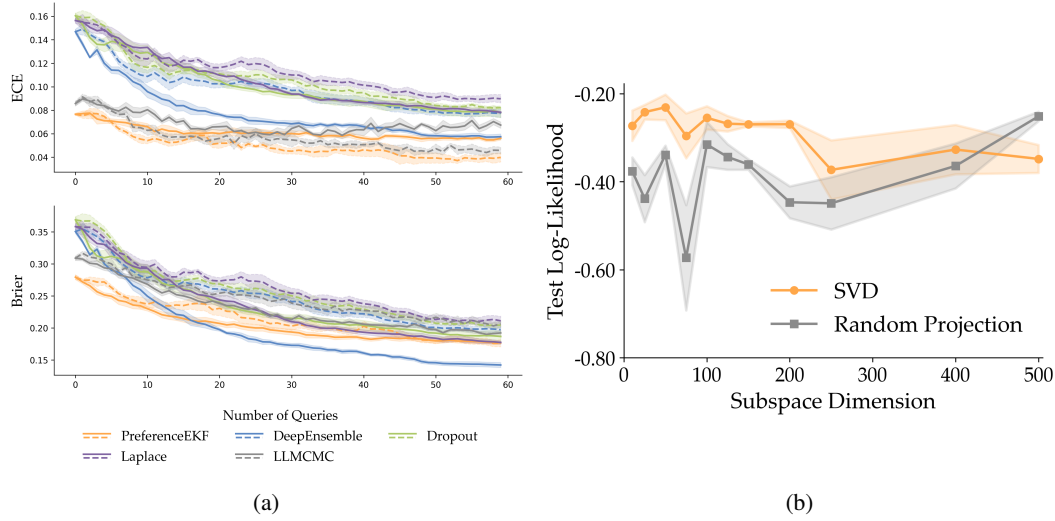 0.16
0.14
0.12
0.10
0.08
0.06
0.04
ECE
0 10 20 30 40 50 60
0.35
0.30
0.25
0.20
0.15
Brier
0 10 20 30 40 50 60
Number of Queries
PreferenceEKF DeepEnsemble Dropout
Laplace LLMCMC
(a)
-0.20
-0.40
-0.60
-0.80
Test Log-Likelihood
SVD
Random Projection
0 100 200 300 400 500
Subspace Dimension
(b)